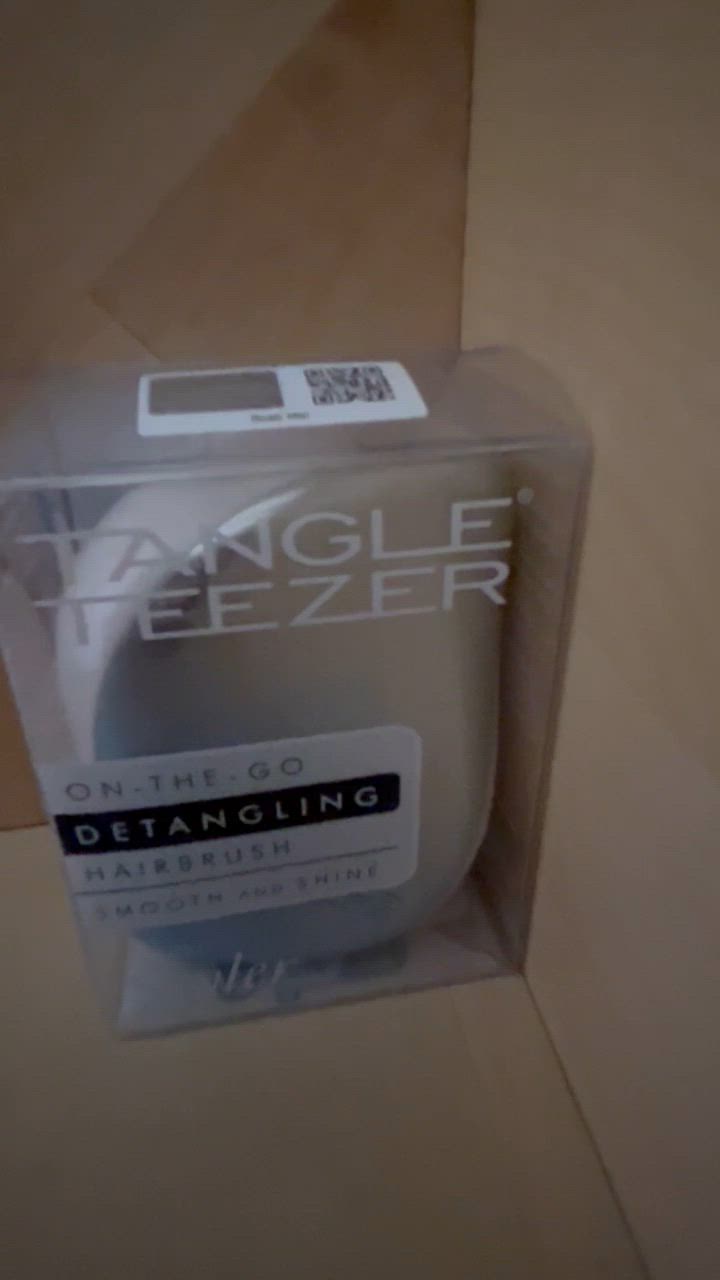 TANGLE®
TEEZER
ON-THE-GO
DETANGLING
HAIRBRUSH
SMOOTH AND SHINE